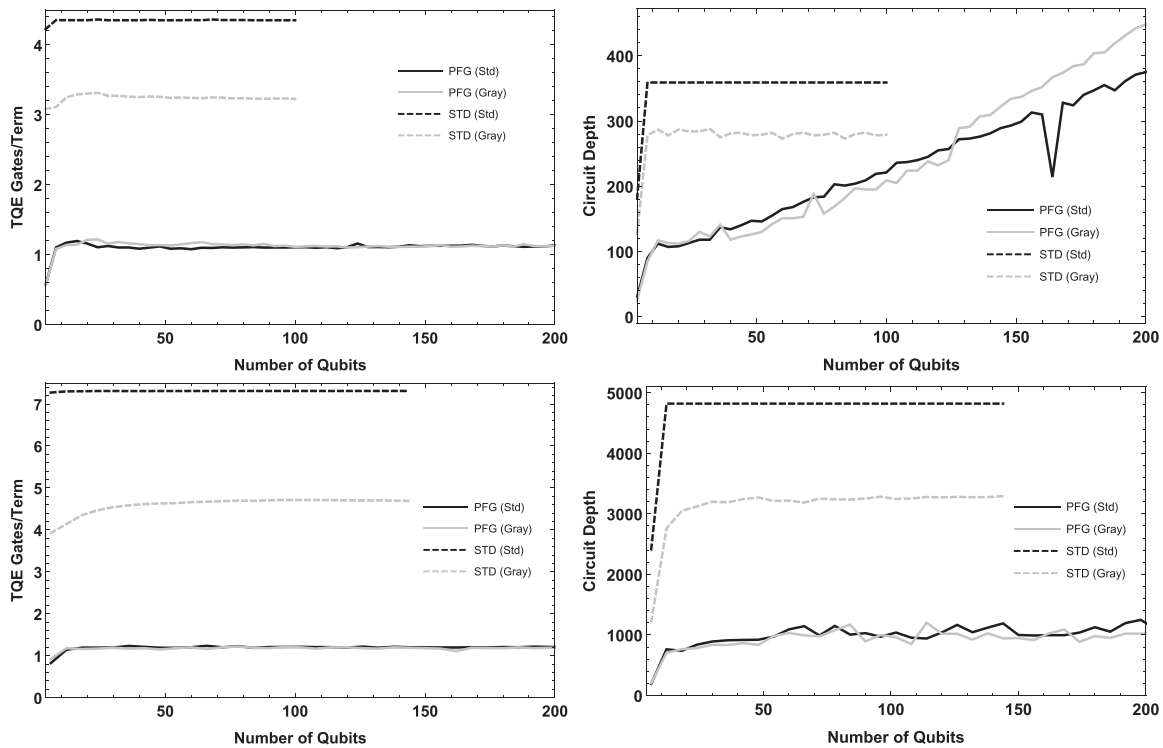 TQE Gates/Term
4
3
2
1
0
PFG (Std)
PFG (Gray)
STD (Std)
STD (Gray)
50
100
150
200
Number of Qubits
Circuit Depth
400
300
200
100
0
PFG (Std)
PFG (Gray)
STD (Std)
STD (Gray)
50
100
150
200
Number of Qubits
TQE Gates/Term
7
6
5
4
3
2
1
0
PFG (Std)
PFG (Gray)
STD (Std)
STD (Gray)
50
100
150
200
Number of Qubits
Circuit Depth
5000
4000
3000
2000
1000
0
PFG (Std)
PFG (Gray)
STD (Std)
STD (Gray)
50
100
150
200
Number of Qubits